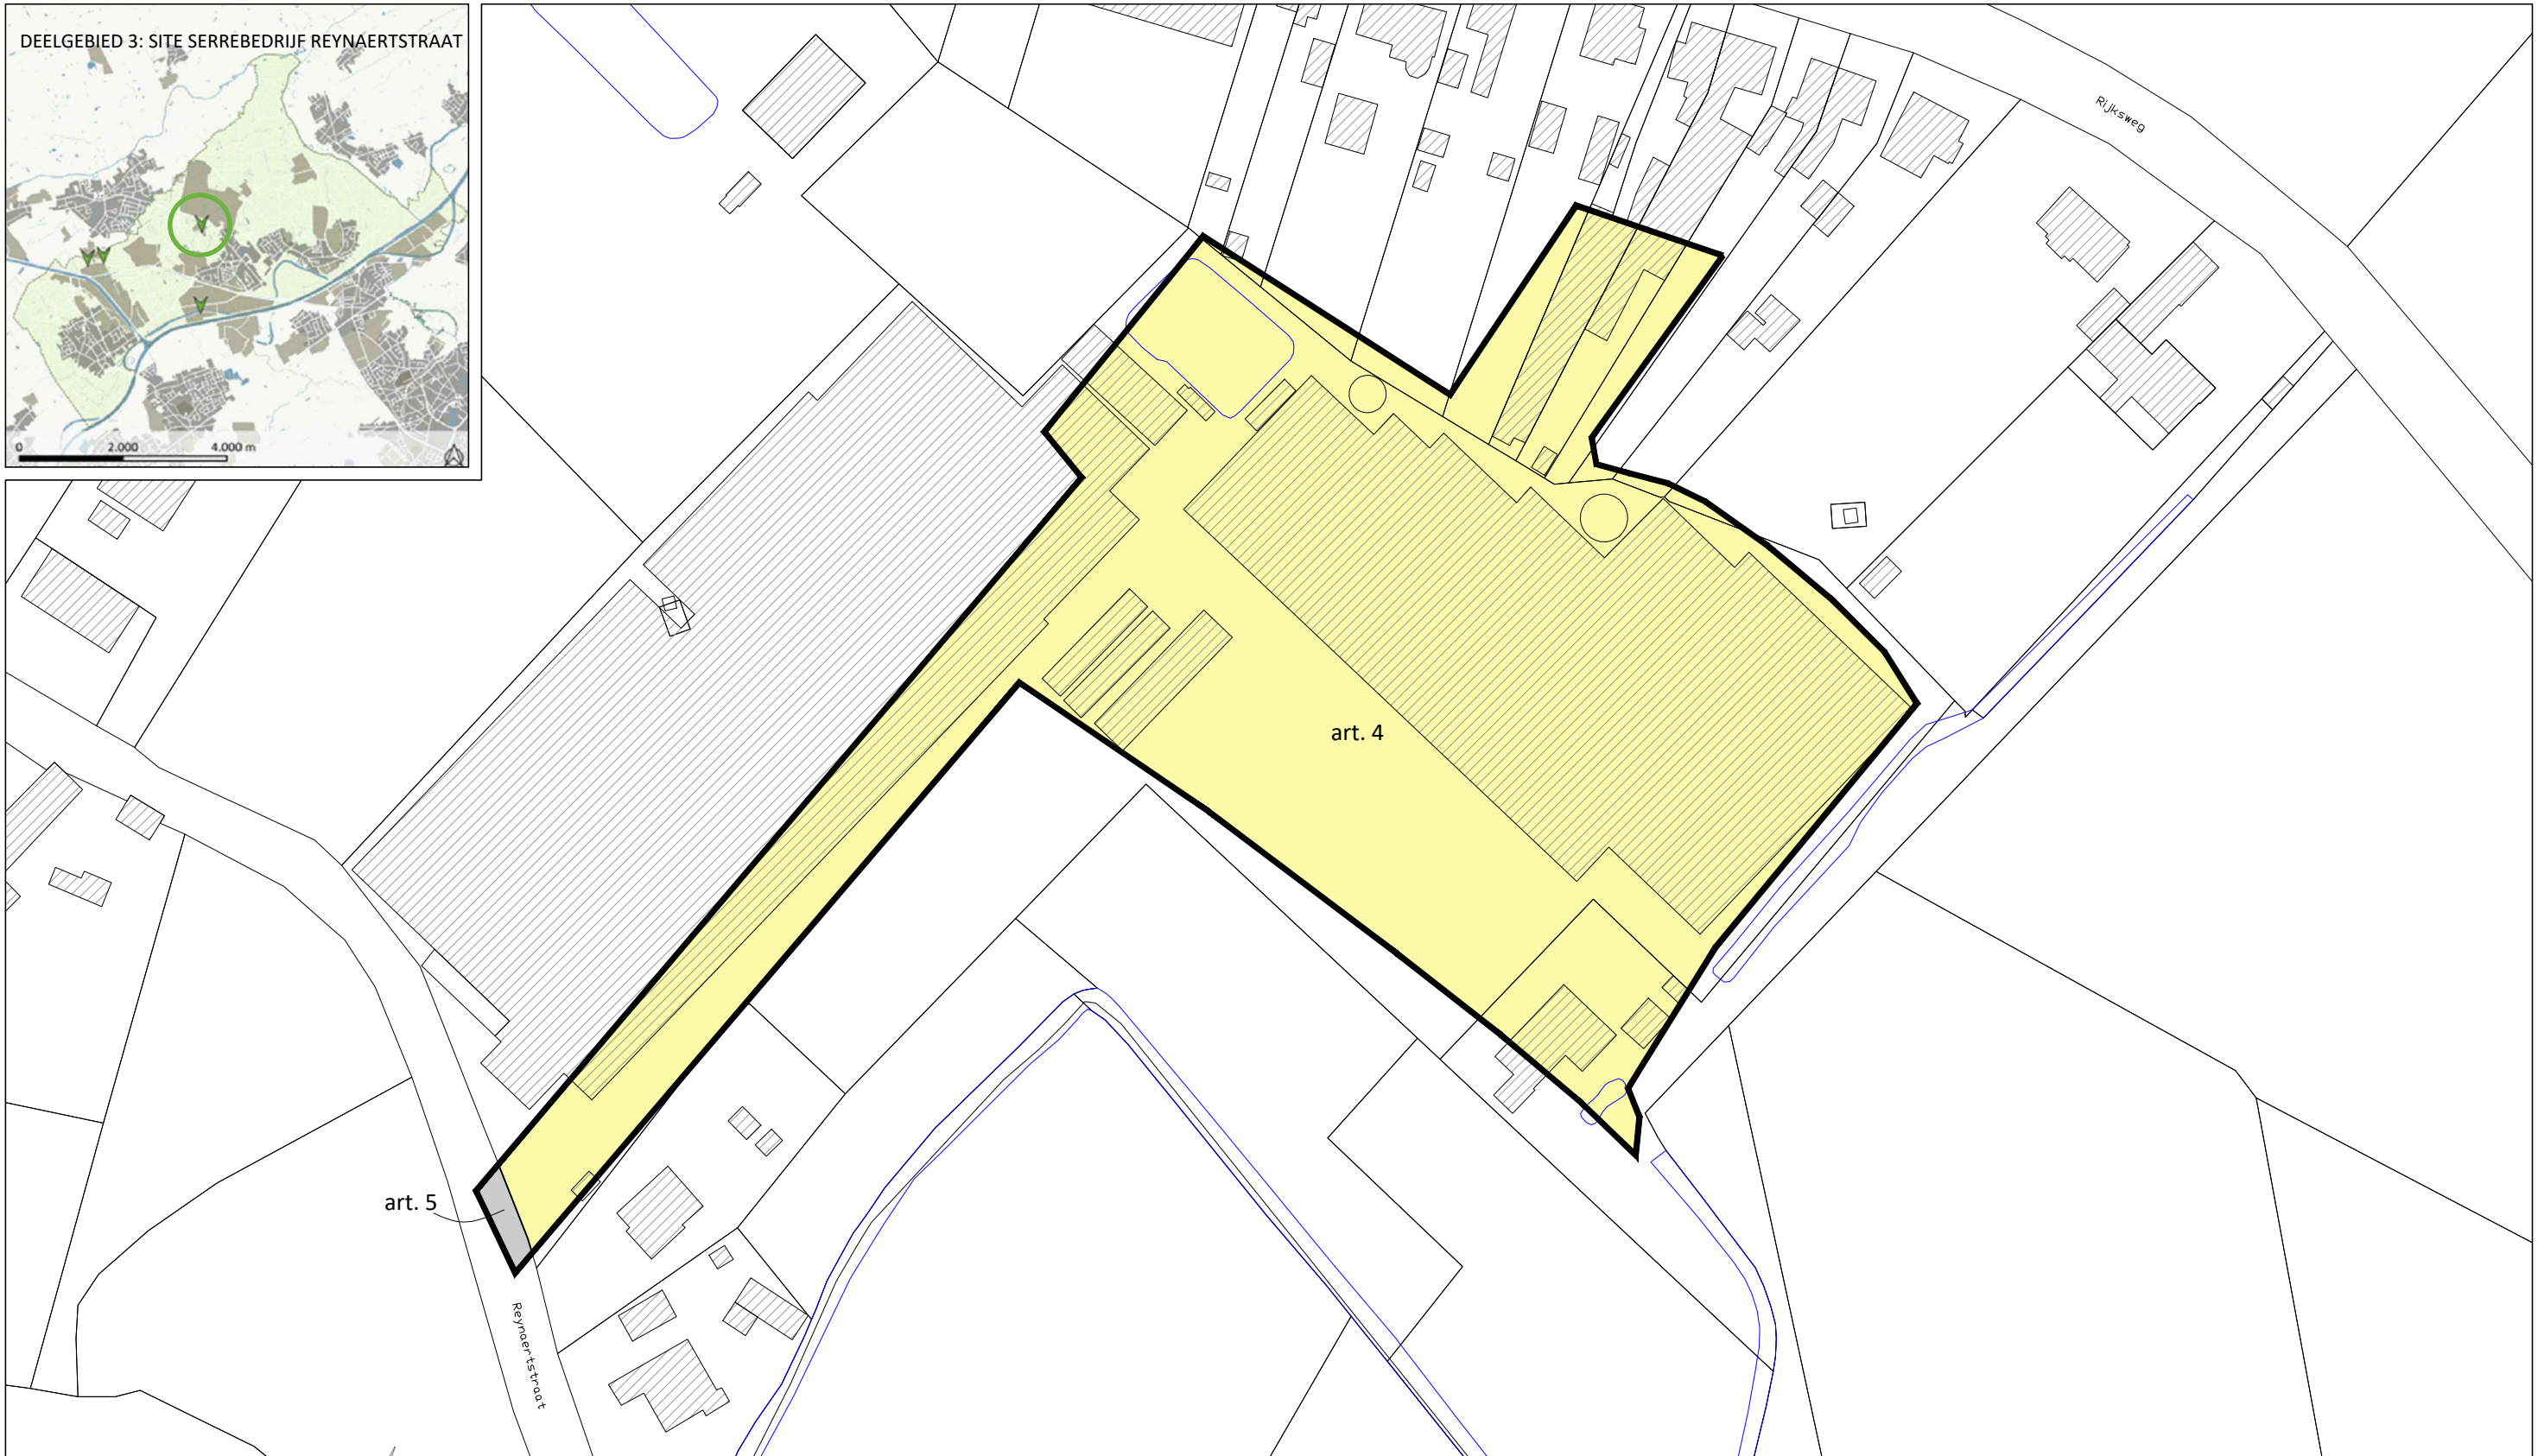 DEELGEBIED 3: SITE SERREBEDRIJF REYNAERTSTRAAT
0 2.000 4.000 m
Rijksweg
art. 4
art. 5
Reynaertstraat